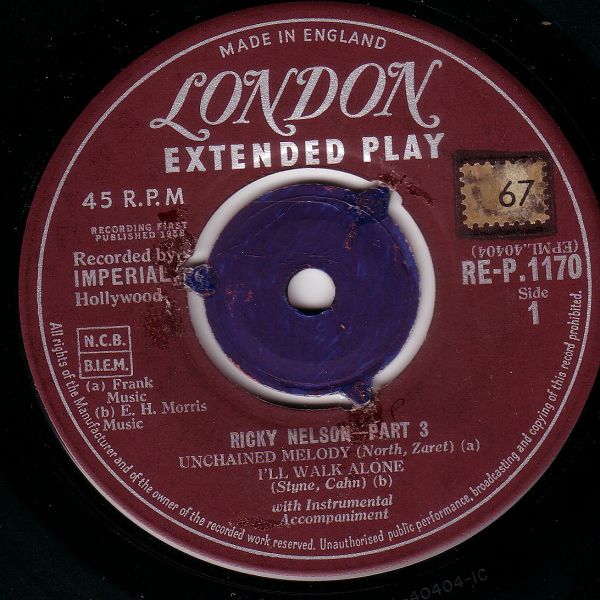 MADE IN ENGLAND
LONDON
EXTENDED PLAY
45 R.P.M
67
RECORDING FIRST
PUBLISHED 1958
Recorded by
IMPERIAL
Hollywood
(EPML.40404)
RE-P.1170
Side
1
N.C.B.
B.I.E.M.
(a) Frank
Music
(b) E. H. Morris
Music
RICKY NELSON PART 3
UNCHAINED MELODY (North, Zaret) (a)
I'LL WALK ALONE
(Styne, Cahn) (b)
with Instrumental
Accompaniment
All rights of the Manufacturer and of the owner of the recorded work reserved. Unauthorised public performance, broadcasting and copying of this record prohibited.
40404-1C